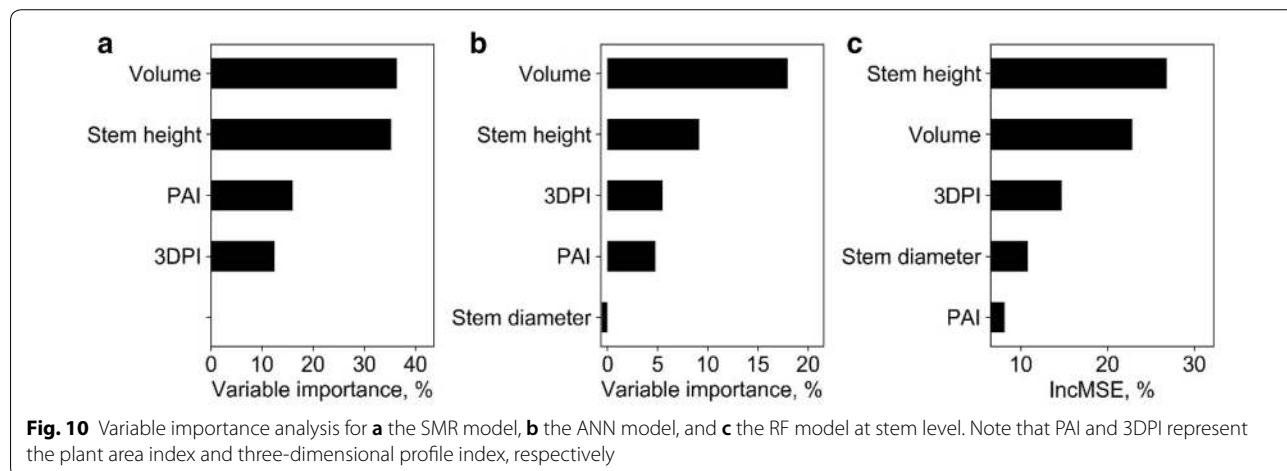 a
Volume
Stem height
PAI
3DPI
0 10 20 30 40
Variable importance, %
b
Volume
Stem height
3DPI
PAI
Stem diameter
0 5 10 15 20
Variable importance, %
c
Stem height
Volume
3DPI
Stem diameter
PAI
10 20 30
IncMSE, %
Fig. 10 Variable importance analysis for a the SMR model, b the ANN model, and c the RF model at stem level. Note that PAI and 3DPI represent
the plant area index and three-dimensional profile index, respectively